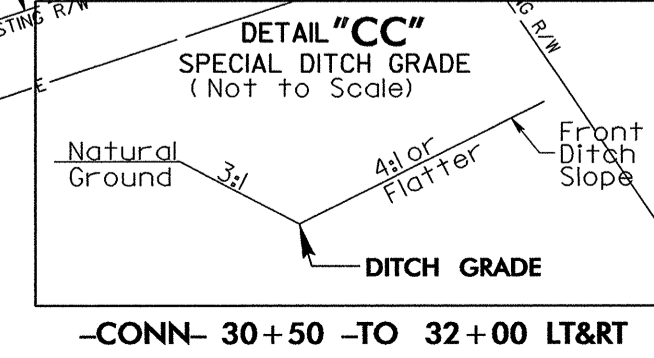 STING R/W
NG R/W
E
DETAIL "CC"
SPECIAL DITCH GRADE
(Not to Scale)
Natural
Ground
3:1
4:1 or
Flatter
Front
Ditch
Slope
DITCH GRADE
–CONN– 30+50 –TO 32+00 LT&RT